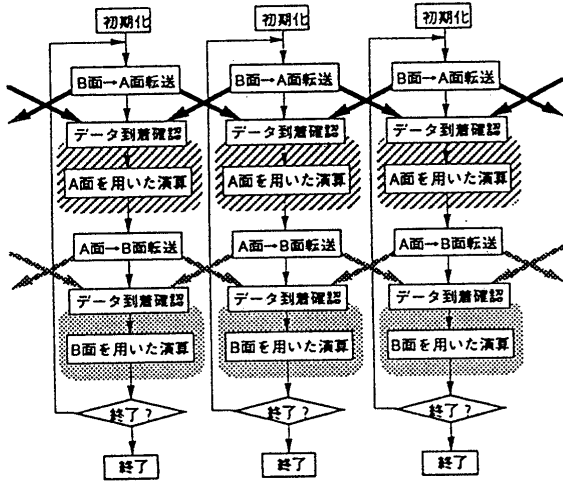 初期化
初期化
初期化
B面→A面転送
B面→A面転送
B面→A面転送
データ到着確認
データ到着確認
データ到着確認
A面を用いた演算
A面を用いた演算
A面を用いた演算
A面→B面転送
A面→B面転送
A面→B面転送
データ到着確認
データ到着確認
データ到着確認
B面を用いた演算
B面を用いた演算
B面を用いた演算
終了?
終了?
終了?
終了
終了
終了